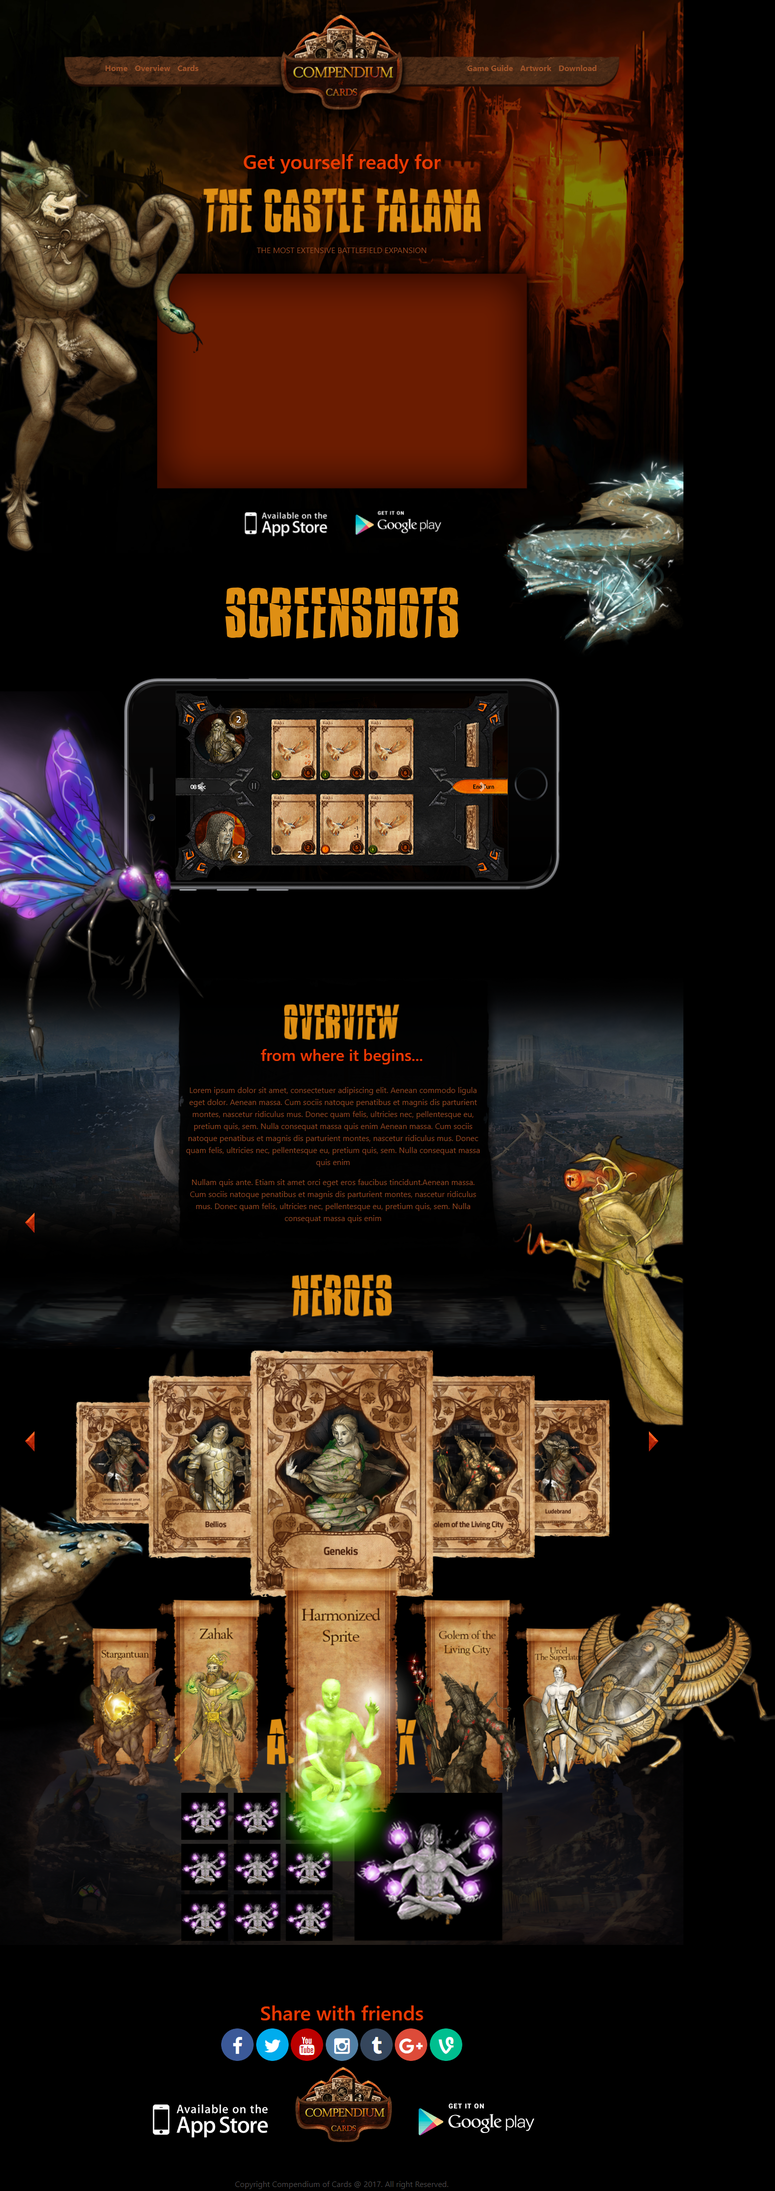 Home Overview Cards
COMPENDIUM
OF
CARDS
Game Guide Artwork Download
Get yourself ready for
THE CASTLE FALANA
THE MOST EXTENSIVE BATTLEFIELD EXPANSION
Available on the
App Store
GET IT ON
Google play
SCREENSHOTS
2
End Turn
2
OVERVIEW
from where it begins...
Lorem ipsum dolor sit amet, consectetuer adipiscing elit. Aenean commodo ligula
eget dolor. Aenean massa. Cum sociis natoque penatibus et magnis dis parturient
montes, nascetur ridiculus mus. Donec quam felis, ultricies nec, pellentesque eu,
pretium quis, sem. Nulla consequat massa quis enim Aenean massa. Cum sociis
natoque penatibus et magnis dis parturient montes, nascetur ridiculus mus. Donec
quam felis, ultricies nec, pellentesque eu, pretium quis, sem. Nulla consequat massa
quis enim
Nullam quis ante. Etiam sit amet orci eget eros faucibus tincidunt.Aenean massa.
Cum sociis natoque penatibus et magnis dis parturient montes, nascetur ridiculus
mus. Donec quam felis, ultricies nec, pellentesque eu, pretium quis, sem. Nulla
consequat massa quis enim
HEROES
Bellios
Genekis
olem of the Living City
Ludebrand
Stargantuan
Zahak
Harmonized
Sprite
Golem of the
Living City
Urcel
The Superlati
A K
Share with friends
You
Tube
Available on the
App Store
COMPENDIUM
OF
CARDS
GET IT ON
Google play
Copyright Compendium of Cards @ 2017. All right Reserved.